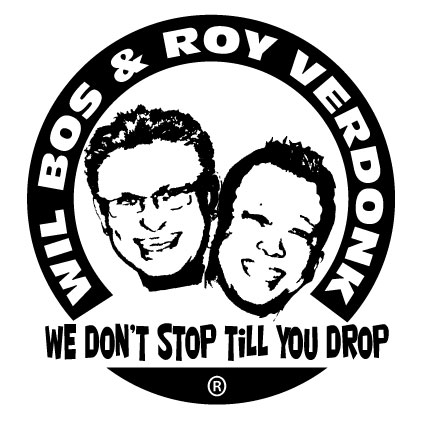 WIL BOS & ROY VERDONK
WE DON'T STOP TiLL YOU DROP
®